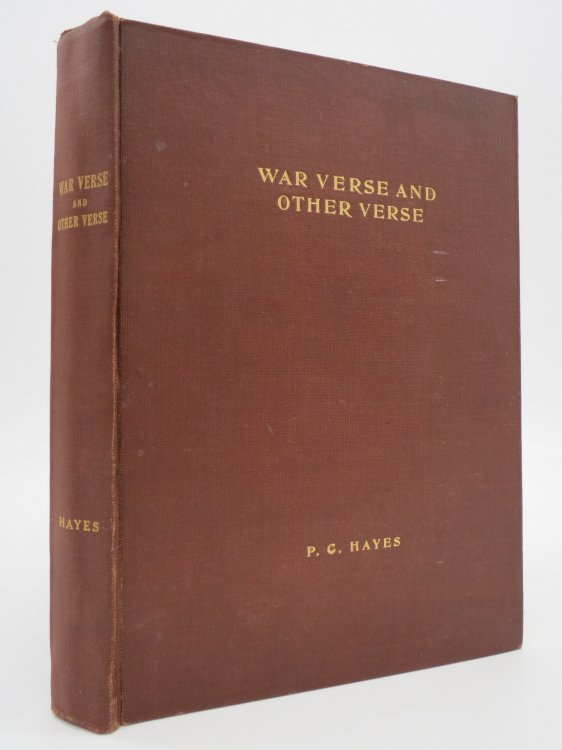 WAR VERSE
AND
OTHER VERSE
HAYES
WAR VERSE AND
OTHER VERSE
P. C. HAYES